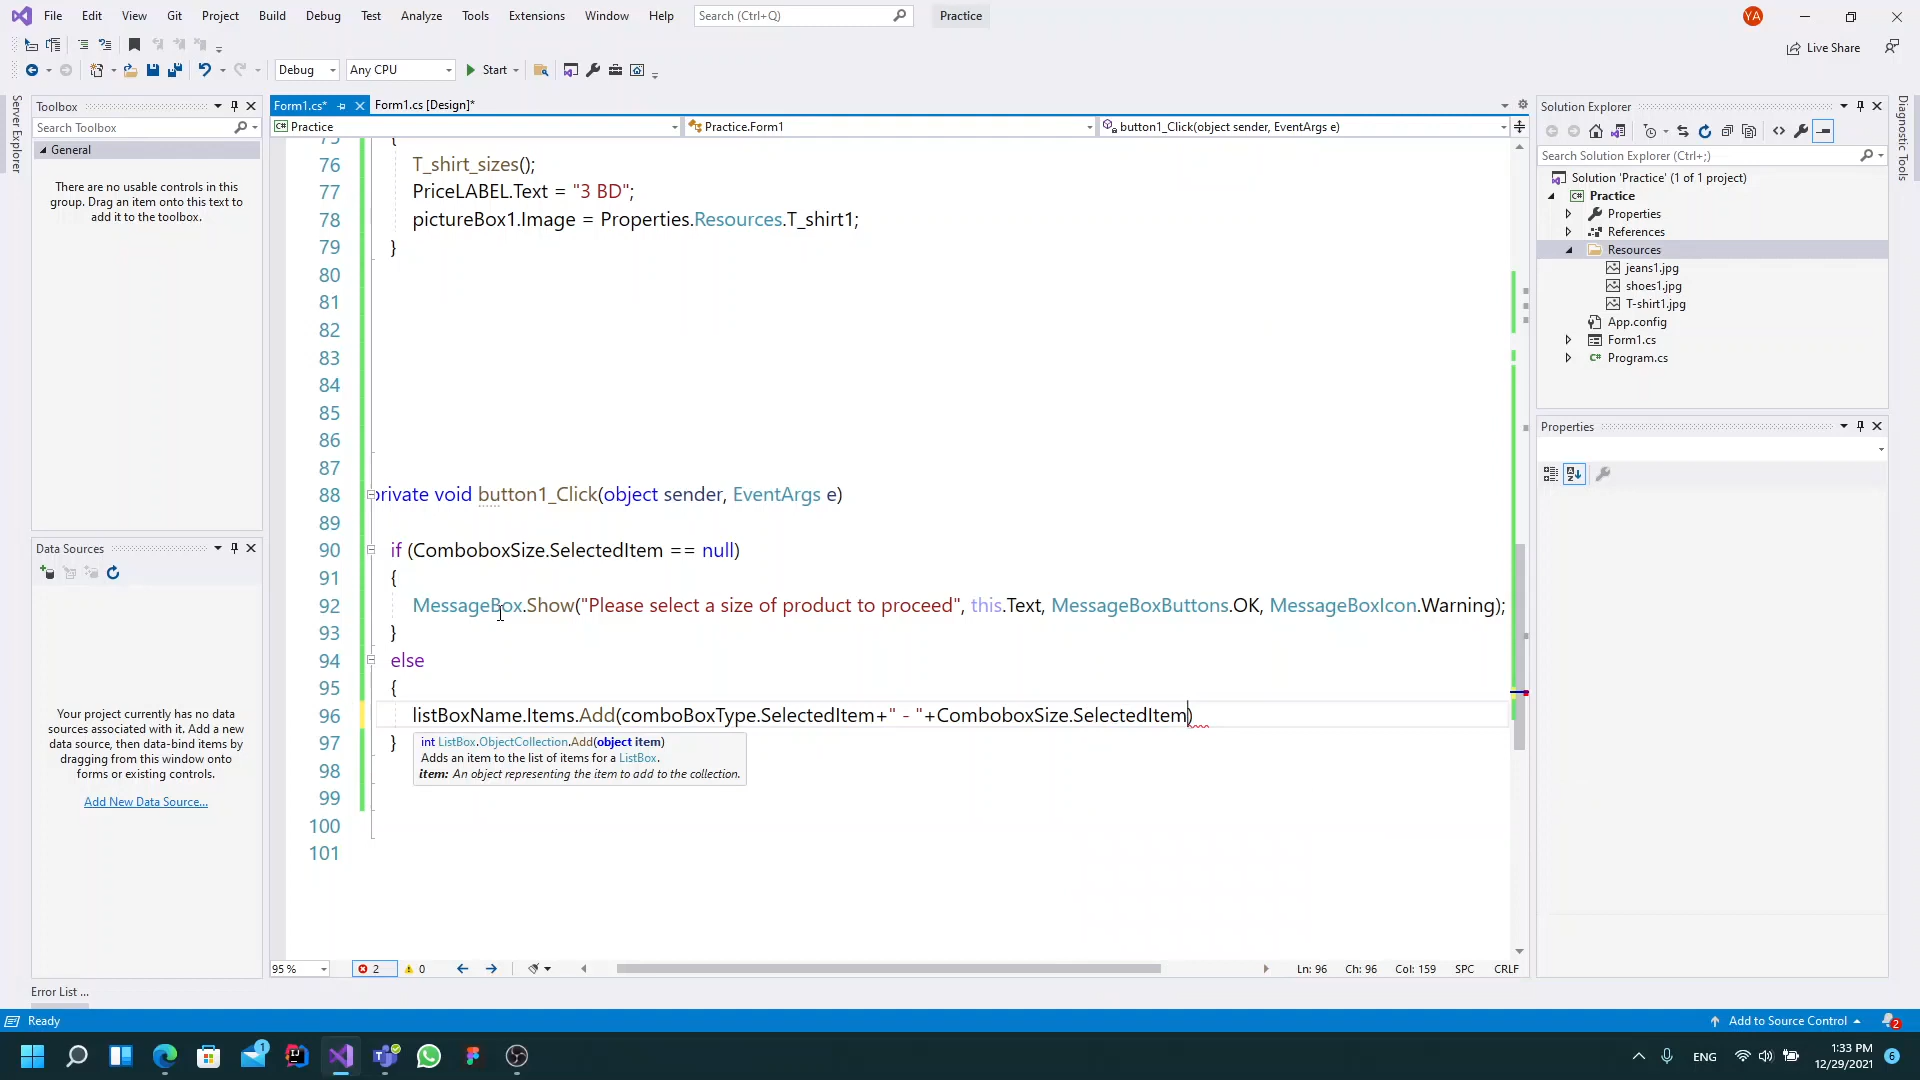 File Edit View Git Project Build Debug Test Analyze Tools Extensions Window Help Search (Ctrl+Q) Practice YA
Live Share
Debug Any CPU Start
Server Explorer
Toolbox
Search Toolbox
General
There are no usable controls in this
group. Drag an item onto this text to
add it to the toolbox.
Data Sources
Your project currently has no data
sources associated with it. Add a new
data source, then data-bind items by
dragging from this window onto
forms or existing controls.
Add New Data Source...
Form1.cs* Form1.cs [Design]*
Practice Practice.Form1 button1_Click(object sender, EventArgs e)
75 {
76 T_shirt_sizes();
77 PriceLABEL.Text = "3 BD";
78 pictureBox1.Image = Properties.Resources.T_shirt1;
79 }
80
81
82
83
84
85
86
87
88 private void button1_Click(object sender, EventArgs e)
89
90 if (ComboboxSize.SelectedItem == null)
91 {
92 MessageBox.Show("Please select a size of product to proceed", this.Text, MessageBoxButtons.OK, MessageBoxIcon.Warning);
93 }
94 else
95 {
96 listBoxName.Items.Add(comboBoxType.SelectedItem+" - "+ComboboxSize.SelectedItem)
97 }
int ListBox.ObjectCollection.Add(object item)
Adds an item to the list of items for a ListBox.
item: An object representing the item to add to the collection.
98
99
100
101
95 % 2 0 Ln: 96 Ch: 96 Col: 159 SPC CRLF
Solution Explorer
Search Solution Explorer (Ctrl+;)
Solution 'Practice' (1 of 1 project)
Practice
Properties
References
Resources
jeans1.jpg
shoes1.jpg
T-shirt1.jpg
App.config
Form1.cs
Program.cs
Properties
Diagnostic Tools
Error List ...
Ready Add to Source Control 2
1 ENG 1:33 PM
12/29/2021 6